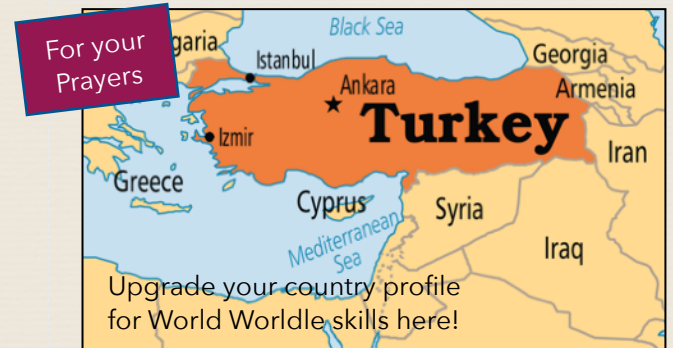 For your
Prayers
garia
Black Sea
Istanbul
Georgia
Ankara
Armenia
Turkey
Izmir
Iran
Greece
Cyprus
Syria
Mediterranean
Sea
Iraq
Upgrade your country profile
for World Worldle skills here!